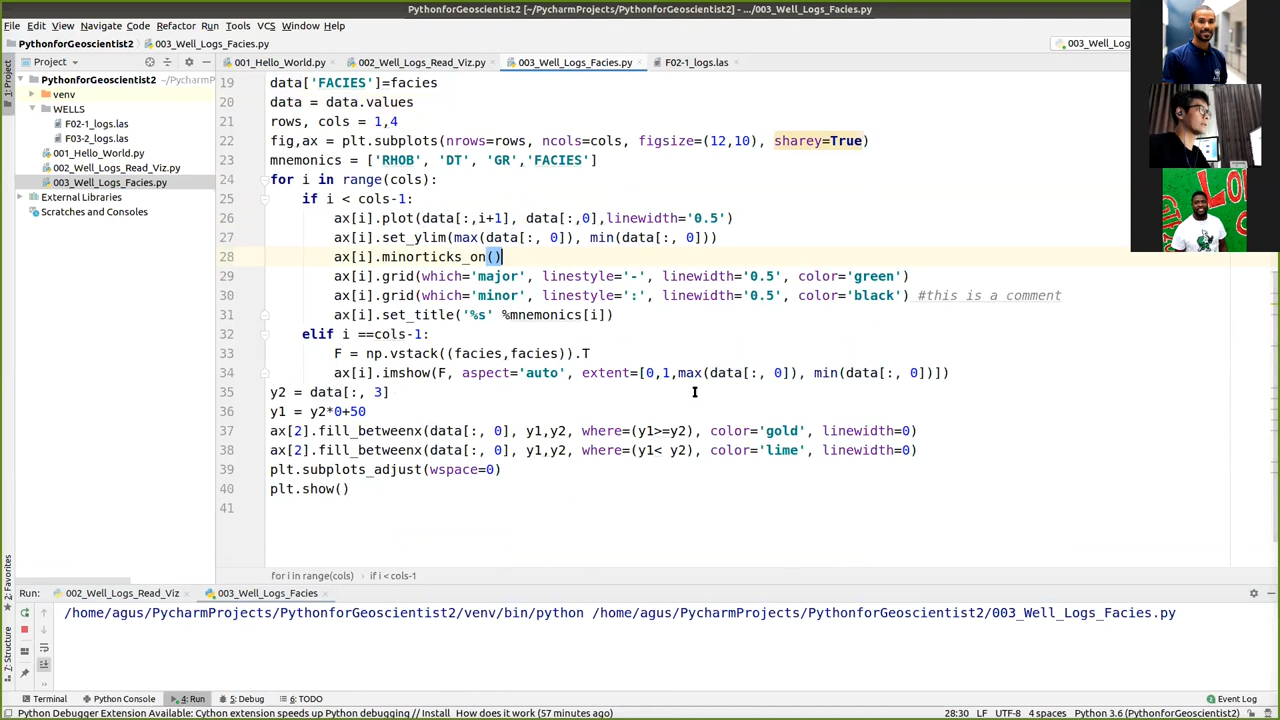 PythonforGeoscientist2 [~/PycharmProjects/PythonforGeoscientist2] - .../003_Well_Logs_Facies.py
File Edit View Navigate Code Refactor Run Tools VCS Window Help
PythonforGeoscientist2 003_Well_Logs_Facies.py
003_Well_Log
Project
001_Hello_World.py 002_Well_Logs_Read_Viz.py 003_Well_Logs_Facies.py F02-1_logs.las
1: Project
PythonforGeoscientist2 ~/PycharmProjects/
venv
WELLS
F02-1_logs.las
F03-2_logs.las
001_Hello_World.py
002_Well_Logs_Read_Viz.py
003_Well_Logs_Facies.py
External Libraries
Scratches and Consoles
19 data['FACIES']=facies
20 data = data.values
21 rows, cols = 1,4
22 fig,ax = plt.subplots(nrows=rows, ncols=cols, figsize=(12,10), sharey=True)
23 mnemonics = ['RHOB', 'DT', 'GR','FACIES']
24 for i in range(cols):
25 if i < cols-1:
26 ax[i].plot(data[:,i+1], data[:,0],linewidth='0.5')
27 ax[i].set_ylim(max(data[:, 0]), min(data[:, 0]))
28 ax[i].minorticks_on()
29 ax[i].grid(which='major', linestyle='-', linewidth='0.5', color='green')
30 ax[i].grid(which='minor', linestyle=':', linewidth='0.5', color='black') #this is a comment
31 ax[i].set_title('%s' %mnemonics[i])
32 elif i ==cols-1:
33 F = np.vstack((facies,facies)).T
34 ax[i].imshow(F, aspect='auto', extent=[0,1,max(data[:, 0]), min(data[:, 0])])
35 y2 = data[:, 3]
36 y1 = y2*0+50
37 ax[2].fill_betweenx(data[:, 0], y1,y2, where=(y1>=y2), color='gold', linewidth=0)
38 ax[2].fill_betweenx(data[:, 0], y1,y2, where=(y1< y2), color='lime', linewidth=0)
39 plt.subplots_adjust(wspace=0)
40 plt.show()
41
for i in range(cols) if i < cols-1
2: Favorites
7: Structure
Run: 002_Well_Logs_Read_Viz 003_Well_Logs_Facies
/home/agus/PycharmProjects/PythonforGeoscientist2/venv/bin/python /home/agus/PycharmProjects/PythonforGeoscientist2/003_Well_Logs_Facies.py
Terminal Python Console 4: Run 5: Debug 6: TODO Event Log
Python Debugger Extension Available: Cython extension speeds up Python debugging // Install How does it work (57 minutes ago) 28:30 LF UTF-8 4 spaces Python 3.6 (PythonforGeoscientist2)